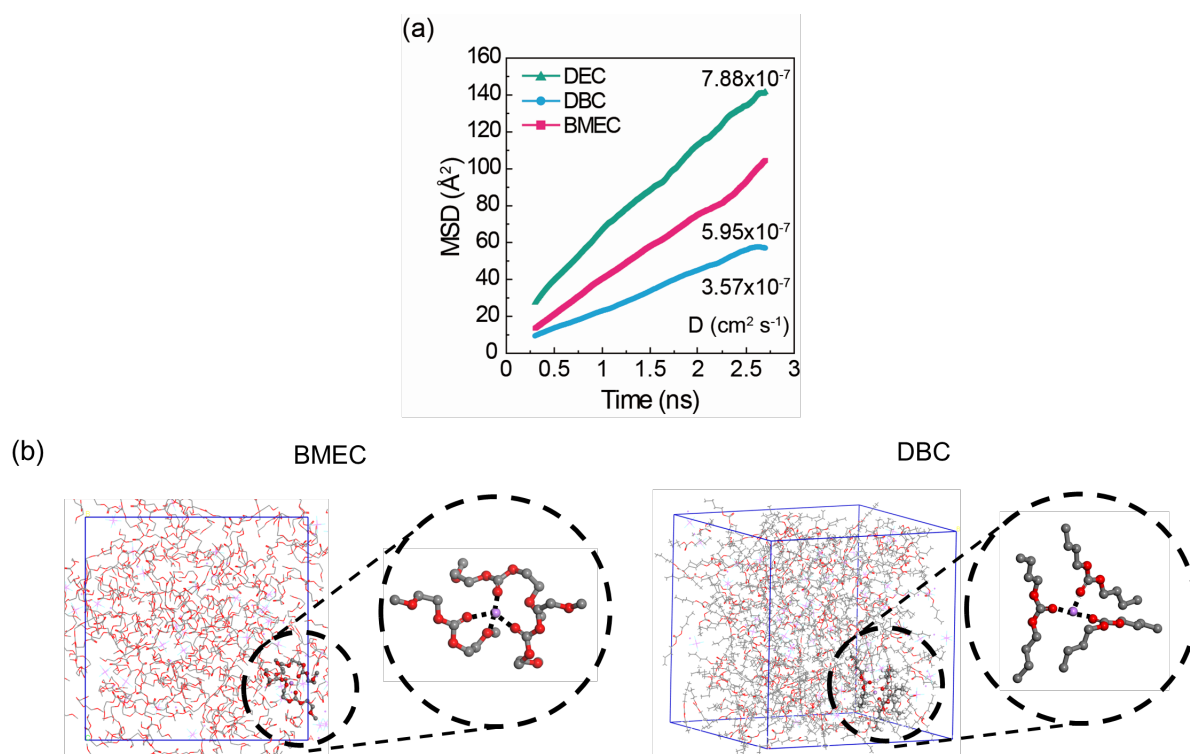 (a)
160
140
120
100
80
60
40
20
0
MSD (Å²)
DEC
DBC
BMEC
7.88x10⁻⁷
5.95x10⁻⁷
3.57x10⁻⁷
D (cm² s⁻¹)
0 0.5 1 1.5 2 2.5 3
Time (ns)
(b)
BMEC
DBC